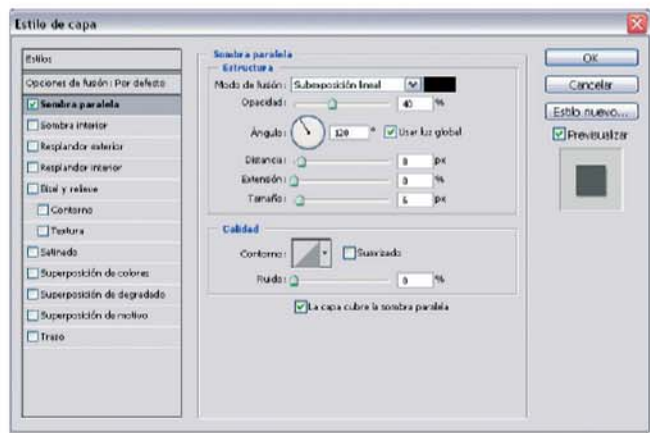 Estilo de capa
Estilos
Opciones de fusión: Por defecto
Sombra paralela
Sombra interior
Resplandor exterior
Resplandor interior
Bisel y relieve
Contorno
Textura
Satinado
Superposición de colores
Superposición de degradado
Superposición de motivo
Trazo
Sombra paralela
Estructura
Modo de fusión: Subexposición lineal
Opacidad: 40 %
Ángulo: 120 ° Usar luz global
Distancia: px
Extensión: %
Tamaño: px
Calidad
Contorno: Suavizado
Ruido: 0 %
La capa cubre la sombra paralela
OK
Cancelar
Estilo nuevo...
Previsualizar